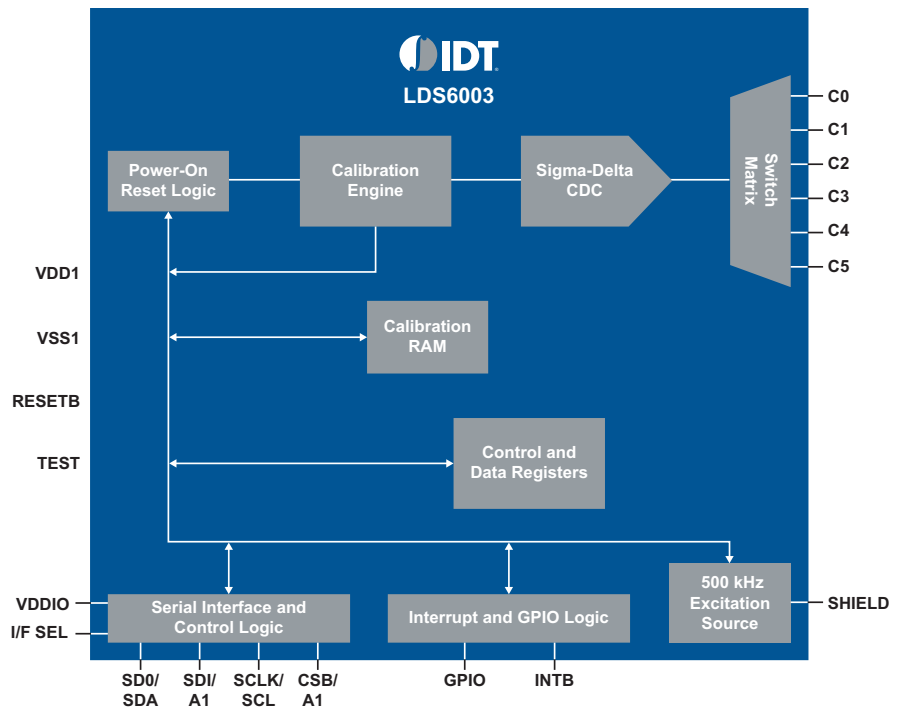 IDT
LDS6003
Power-On
Reset Logic
Calibration
Engine
Sigma-Delta
CDC
Switch
Matrix
C0
C1
C2
C3
C4
C5
VDD1
VSS1
RESETB
TEST
Calibration
RAM
Control and
Data Registers
VDDIO
I/F SEL
Serial Interface and
Control Logic
Interrupt and GPIO Logic
500 kHz
Excitation
Source
SHIELD
SD0/
SDA
SDI/
A1
SCLK/
SCL
CSB/
A1
GPIO
INTB